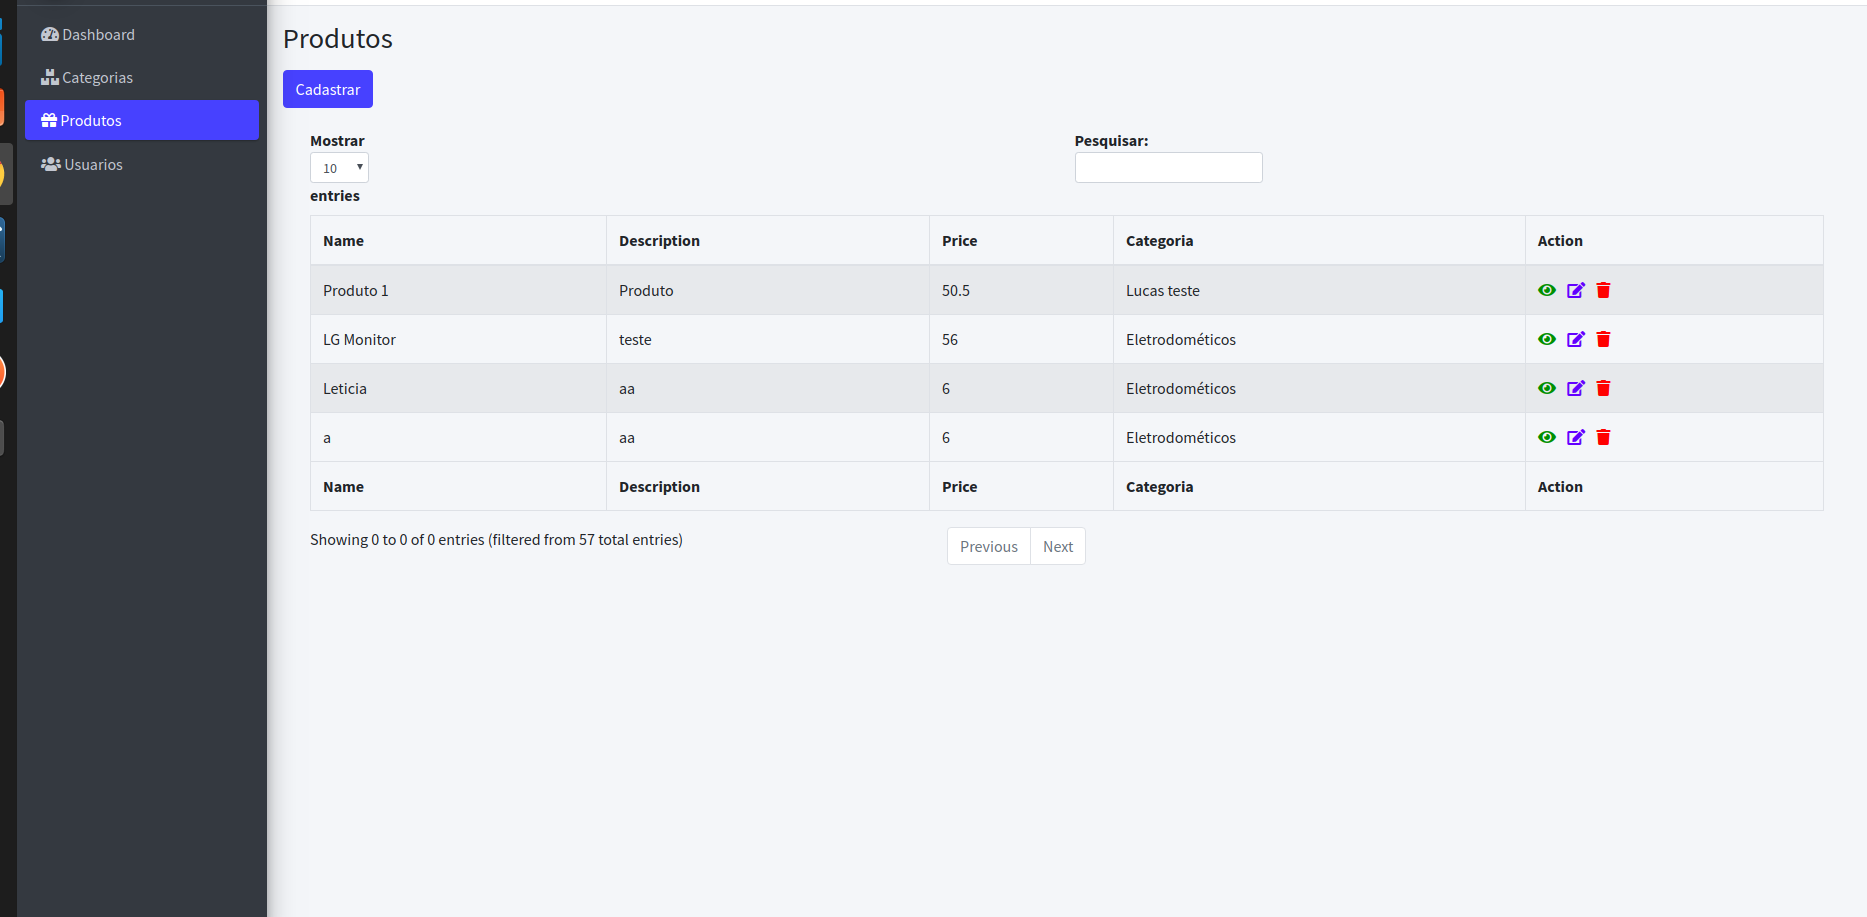 Dashboard
Categorias
Produtos
Usuarios
Produtos
Cadastrar
Mostrar
10
entries
Pesquisar:
Name Description Price Categoria Action
Produto 1 Produto 50.5 Lucas teste
LG Monitor teste 56 Eletrodométicos
Leticia aa 6 Eletrodométicos
a aa 6 Eletrodométicos
Name Description Price Categoria Action
Showing 0 to 0 of 0 entries (filtered from 57 total entries)
Previous Next